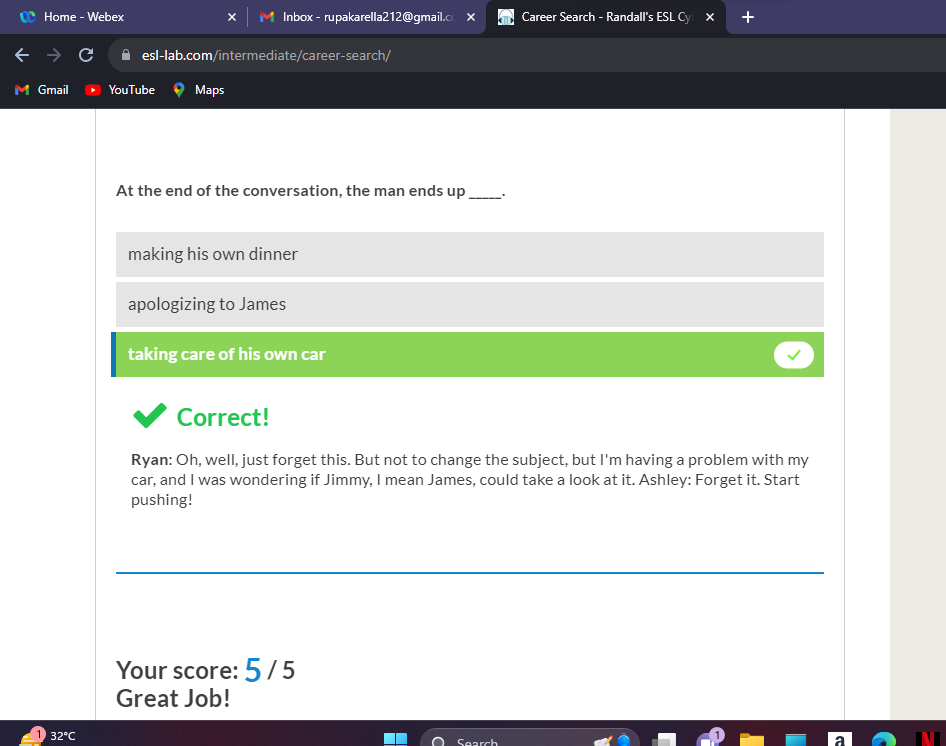 Home - Webex
Inbox - rupakarella212@gmail.c
Career Search - Randall's ESL Cy
esl-lab.com/intermediate/career-search/
Gmail YouTube Maps
At the end of the conversation, the man ends up _____.
making his own dinner
apologizing to James
taking care of his own car
Correct!
Ryan: Oh, well, just forget this. But not to change the subject, but I'm having a problem with my
car, and I was wondering if Jimmy, I mean James, could take a look at it. Ashley: Forget it. Start
pushing!
Your score: 5 / 5
Great Job!
1 32°C
Search
1
a
N